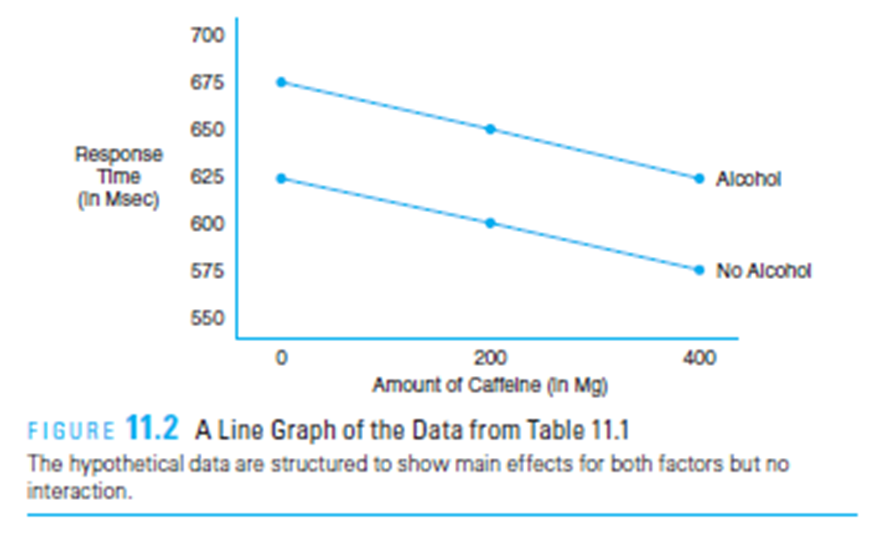 700
675
650
625
600
575
550
Response
Time
(In Msec)
Alcohol
No Alcohol
0 200 400
Amount of Caffeine (In Mg)
FIGURE 11.2 A Line Graph of the Data from Table 11.1
The hypothetical data are structured to show main effects for both factors but no
interaction.